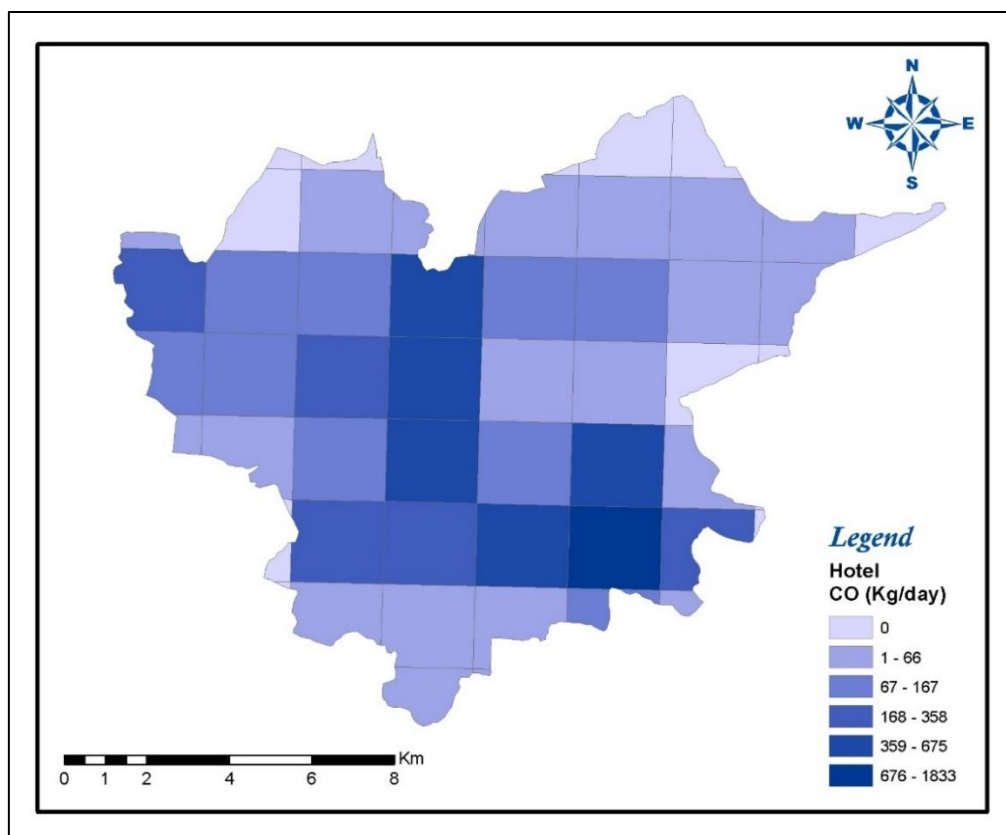 N
W E
S
Legend
Hotel
CO (Kg/day)
0
1 - 66
67 - 167
168 - 358
359 - 675
676 - 1833
Km
0 1 2 4 6 8